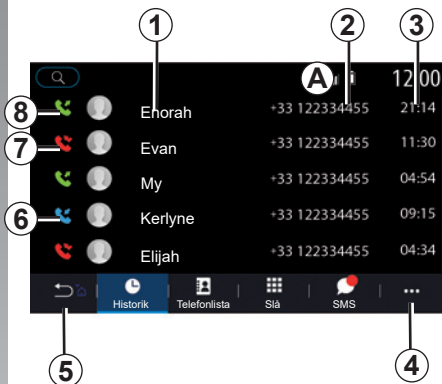 1 2 3
A 12:00
8 Enorah +33 122334455 21:14
7 Evan +33 122334455 11:30
My +33 122334455 04:54
6 Kerlyne +33 122334455 09:15
Elijah +33 122334455 04:34
Historik Telefonlista Slå SMS ...
5 4